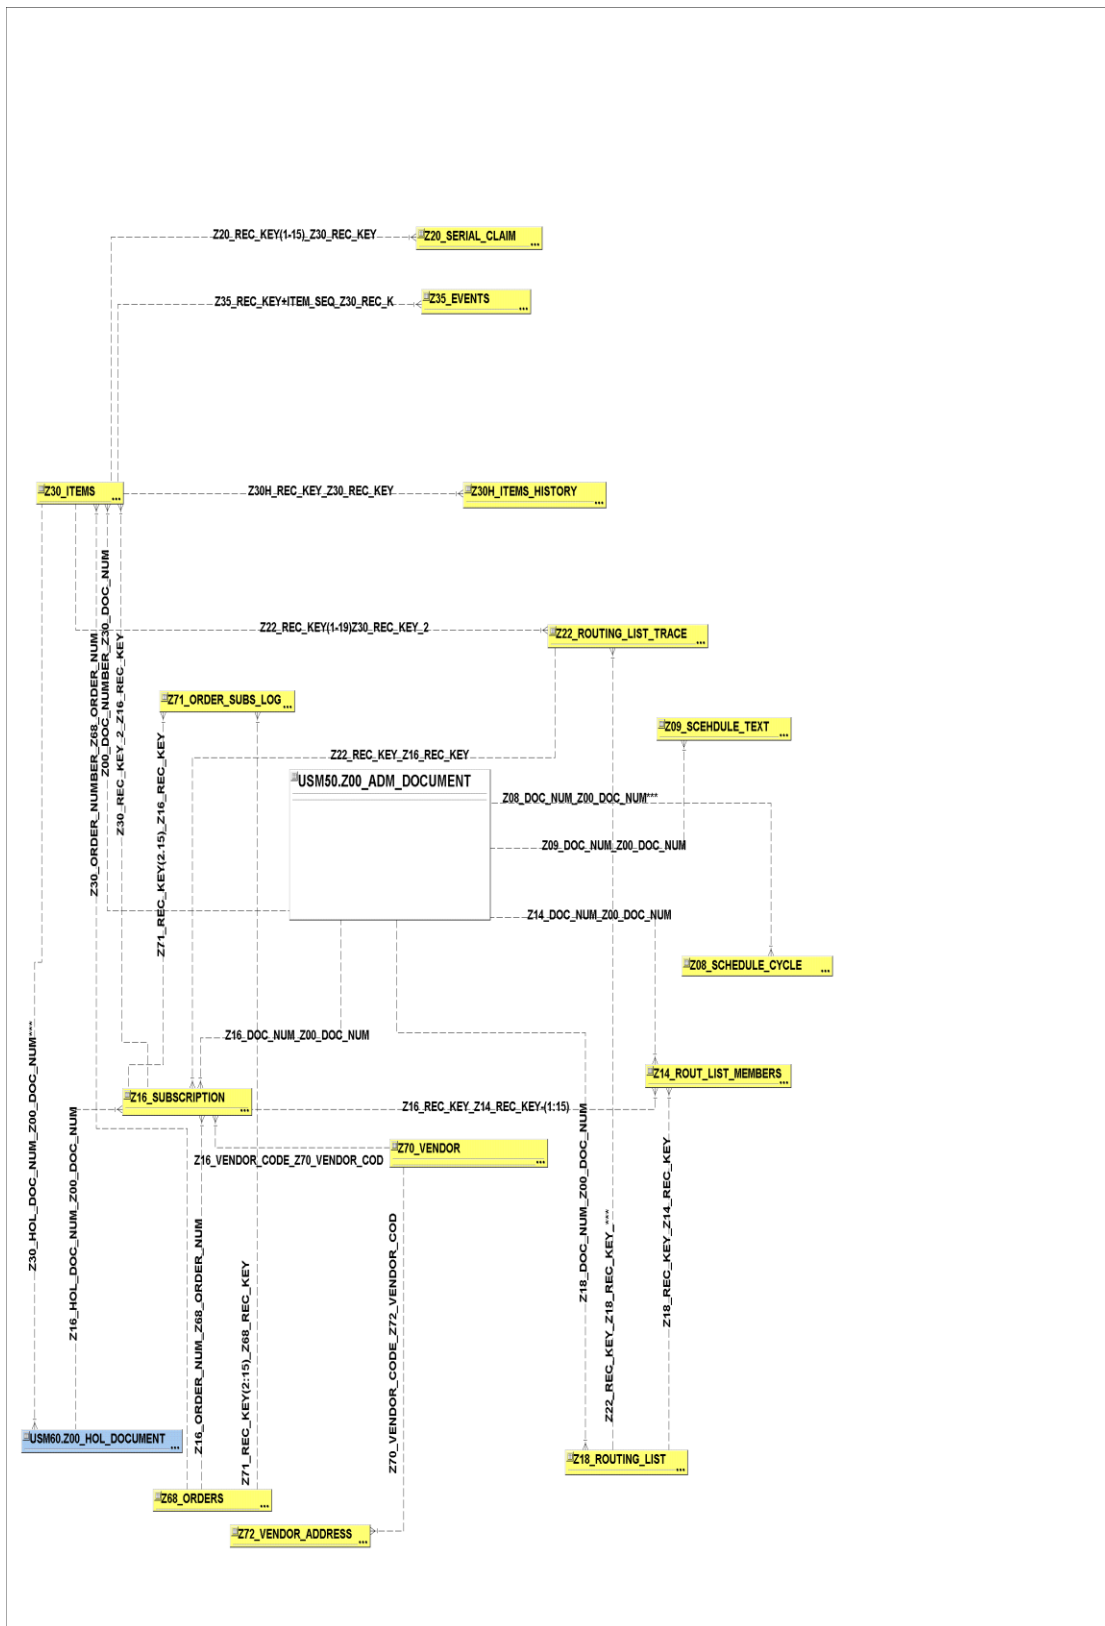 Z20_REC_KEY(1-15)_Z30_REC_KEY
Z20_SERIAL_CLAIM
...
Z35_REC_KEY+ITEM_SEQ_Z30_REC_K
Z35_EVENTS
...
Z30_ITEMS
...
Z30H_REC_KEY_Z30_REC_KEY
Z30H_ITEMS_HISTORY
...
Z22_REC_KEY(1-19)Z30_REC_KEY_2
Z22_ROUTING_LIST_TRACE
...
Z30_ORDER_NUMBER_Z68_ORDER_NUM
Z00_DOC_NUMBER_Z30_DOC_NUM
Z30_REC_KEY_2_Z16_REC_KEY
Z71_ORDER_SUBS_LOG
...
Z71_REC_KEY(2.15)_Z16_REC_KEY
Z22_REC_KEY_Z16_REC_KEY
Z09_SCEHDULE_TEXT
...
USM50.Z00_ADM_DOCUMENT
Z08_DOC_NUM_Z00_DOC_NUM***
Z09_DOC_NUM_Z00_DOC_NUM
Z14_DOC_NUM_Z00_DOC_NUM
Z08_SCHEDULE_CYCLE
...
Z16_DOC_NUM_Z00_DOC_NUM
Z14_ROUT_LIST_MEMBERS
...
Z16_SUBSCRIPTION
...
Z16_REC_KEY_Z14_REC_KEY-(1:15)
Z70_VENDOR
...
Z16_VENDOR_CODE_Z70_VENDOR_COD
Z30_HOL_DOC_NUM_Z00_DOC_NUM***
Z16_HOL_DOC_NUM_Z00_DOC_NUM
Z16_ORDER_NUM_Z68_ORDER_NUM
Z71_REC_KEY(2:15)_Z68_REC_KEY
Z70_VENDOR_CODE_Z72_VENDOR_COD
Z18_DOC_NUM_Z00_DOC_NUM
Z22_REC_KEY_Z18_REC_KEY_***
Z18_REC_KEY_Z14_REC_KEY
USM60.Z00_HOL_DOCUMENT
...
Z18_ROUTING_LIST
...
Z68_ORDERS
...
Z72_VENDOR_ADDRESS
...